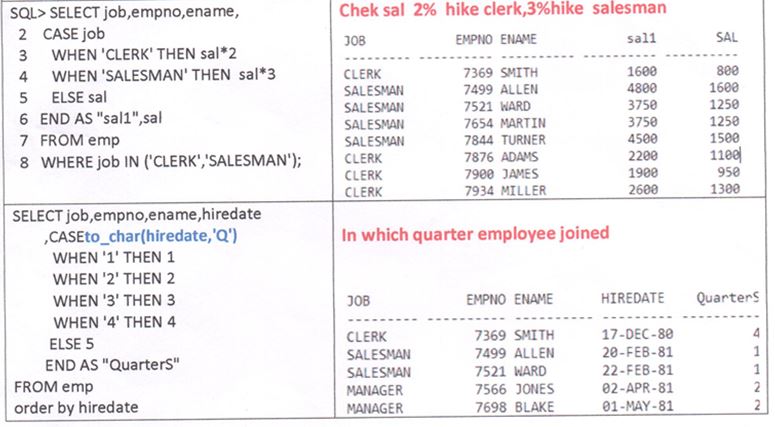 SQL> SELECT job,empno,ename,
2 CASE job
3 WHEN 'CLERK' THEN sal*2
4 WHEN 'SALESMAN' THEN sal*3
5 ELSE sal
6 END AS "sal1",sal
7 FROM emp
8 WHERE job IN ('CLERK','SALESMAN');
Chek sal 2% hike clerk,3%hike salesman
JOB EMPNO ENAME sal1 SAL
--------- ---------- ---------- ---------- ----------
CLERK 7369 SMITH 1600 800
SALESMAN 7499 ALLEN 4800 1600
SALESMAN 7521 WARD 3750 1250
SALESMAN 7654 MARTIN 3750 1250
SALESMAN 7844 TURNER 4500 1500
CLERK 7876 ADAMS 2200 1100
CLERK 7900 JAMES 1900 950
CLERK 7934 MILLER 2600 1300
SELECT job,empno,ename,hiredate
,CASEto_char(hiredate,'Q')
WHEN '1' THEN 1
WHEN '2' THEN 2
WHEN '3' THEN 3
WHEN '4' THEN 4
ELSE 5
END AS "QuarterS"
FROM emp
order by hiredate
In which quarter employee joined
JOB EMPNO ENAME HIREDATE QuarterS
--------- ---------- ---------- --------- ----------
CLERK 7369 SMITH 17-DEC-80 4
SALESMAN 7499 ALLEN 20-FEB-81 1
SALESMAN 7521 WARD 22-FEB-81 1
MANAGER 7566 JONES 02-APR-81 2
MANAGER 7698 BLAKE 01-MAY-81 2